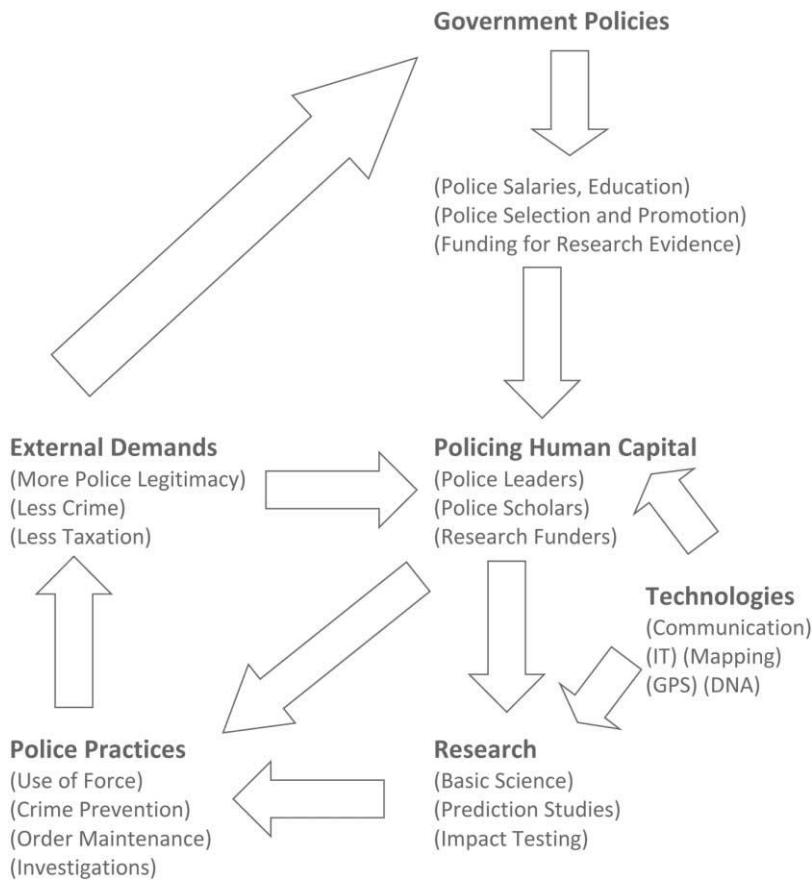 Government Policies
(Police Salaries, Education)
(Police Selection and Promotion)
(Funding for Research Evidence)
External Demands
(More Police Legitimacy)
(Less Crime)
(Less Taxation)
Policing Human Capital
(Police Leaders)
(Police Scholars)
(Research Funders)
Technologies
(Communication)
(IT) (Mapping)
(GPS) (DNA)
Police Practices
(Use of Force)
(Crime Prevention)
(Order Maintenance)
(Investigations)
Research
(Basic Science)
(Prediction Studies)
(Impact Testing)